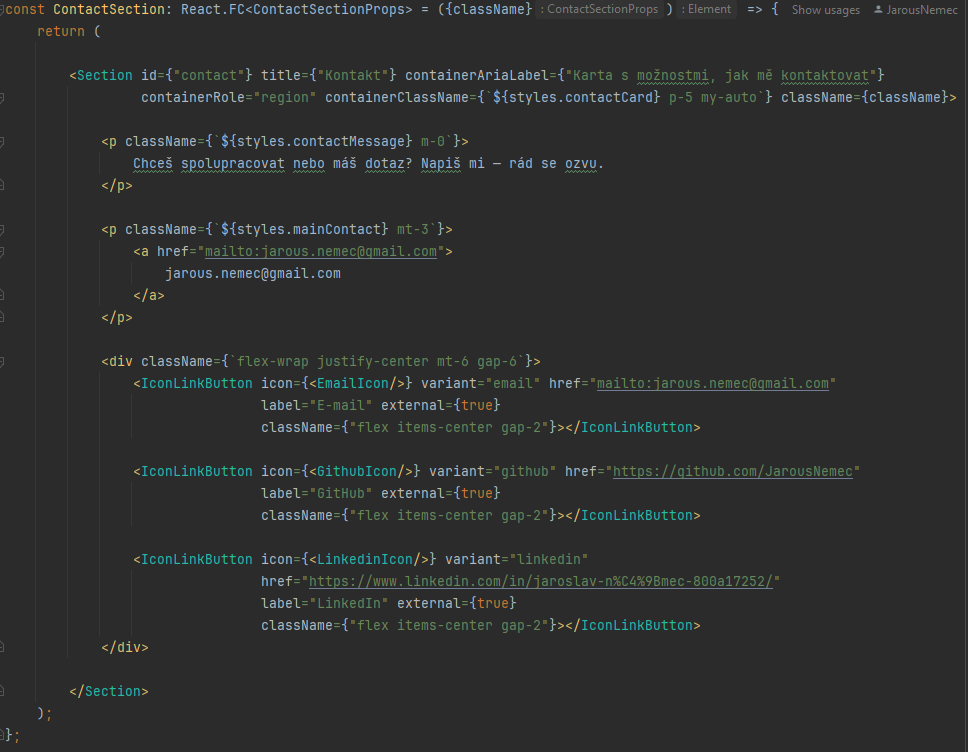 const ContactSection: React.FC<ContactSectionProps> = ({className} : ContactSectionProps ) : Element => { Show usages JarousNemec
return (
<Section id={"contact"} title={"Kontakt"} containerAriaLabel={"Karta s možnostmi, jak mě kontaktovat"}
containerRole="region" containerClassName={`${styles.contactCard} p-5 my-auto`} className={className}>
<p className={`${styles.contactMessage} m-0`}>
Chceš spolupracovat nebo máš dotaz? Napiš mi – rád se ozvu.
</p>
<p className={`${styles.mainContact} mt-3`}>
<a href="mailto:jarous.nemec@gmail.com">
jarous.nemec@gmail.com
</a>
</p>
<div className={`flex-wrap justify-center mt-6 gap-6`}>
<IconLinkButton icon={<EmailIcon/>} variant="email" href="mailto:jarous.nemec@gmail.com"
label="E-mail" external={true}
className={"flex items-center gap-2"}></IconLinkButton>
<IconLinkButton icon={<GithubIcon/>} variant="github" href="https://github.com/JarousNemec"
label="GitHub" external={true}
className={"flex items-center gap-2"}></IconLinkButton>
<IconLinkButton icon={<LinkedinIcon/>} variant="linkedin"
href="https://www.linkedin.com/in/jaroslav-n%C4%9Bmec-800a17252/"
label="LinkedIn" external={true}
className={"flex items-center gap-2"}></IconLinkButton>
</div>
</Section>
);
};